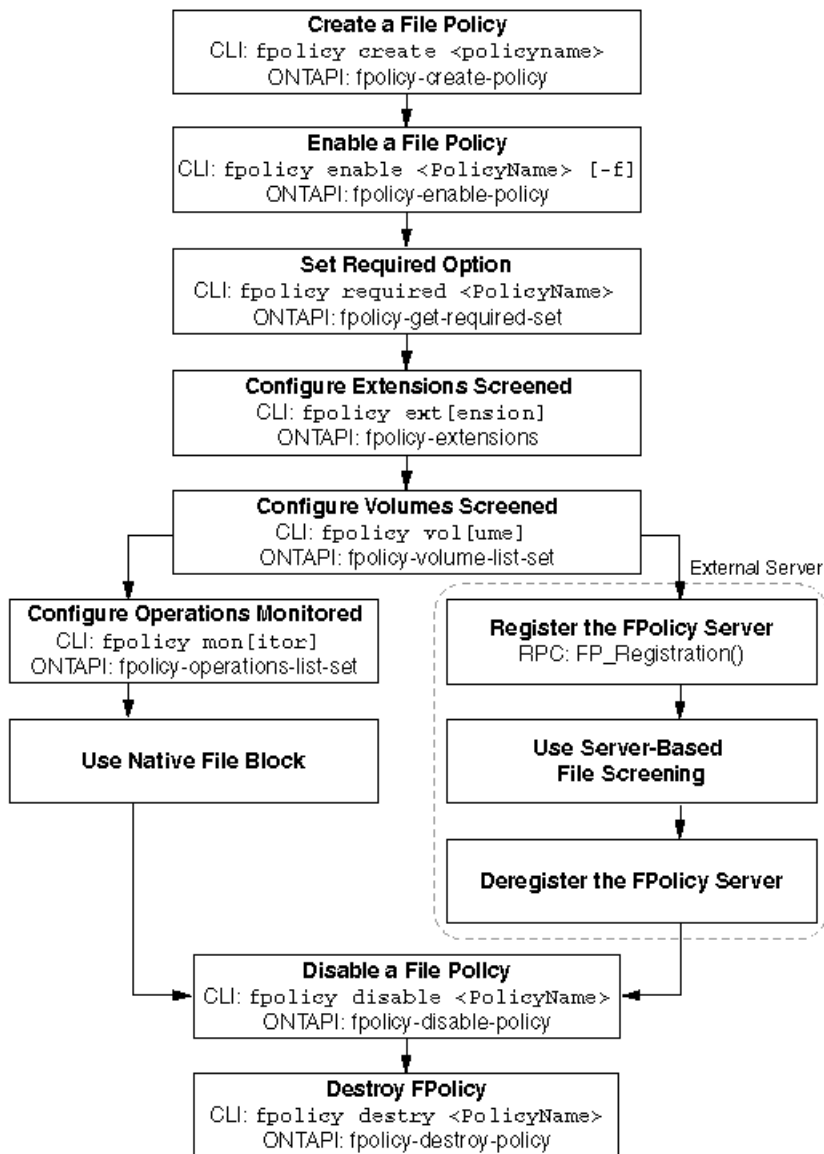 Create a File Policy
CLI: fpolicy create <policyname>
ONTAPI: fpolicy-create-policy
Enable a File Policy
CLI: fpolicy enable <PolicyName> [-f]
ONTAPI: fpolicy-enable-policy
Set Required Option
CLI: fpolicy required <PolicyName>
ONTAPI: fpolicy-get-required-set
Configure Extensions Screened
CLI: fpolicy ext[ension]
ONTAPI: fpolicy-extensions
Configure Volumes Screened
CLI: fpolicy vol[ume]
ONTAPI: fpolicy-volume-list-set
Configure Operations Monitored
CLI: fpolicy mon[itor]
ONTAPI: fpolicy-operations-list-set
Use Native File Block
External Server
Register the FPolicy Server
RPC: FP_Registration()
Use Server-Based
File Screening
Deregister the FPolicy Server
Disable a File Policy
CLI: fpolicy disable <PolicyName>
ONTAPI: fpolicy-disable-policy
Destroy FPolicy
CLI: fpolicy destry <PolicyName>
ONTAPI: fpolicy-destroy-policy